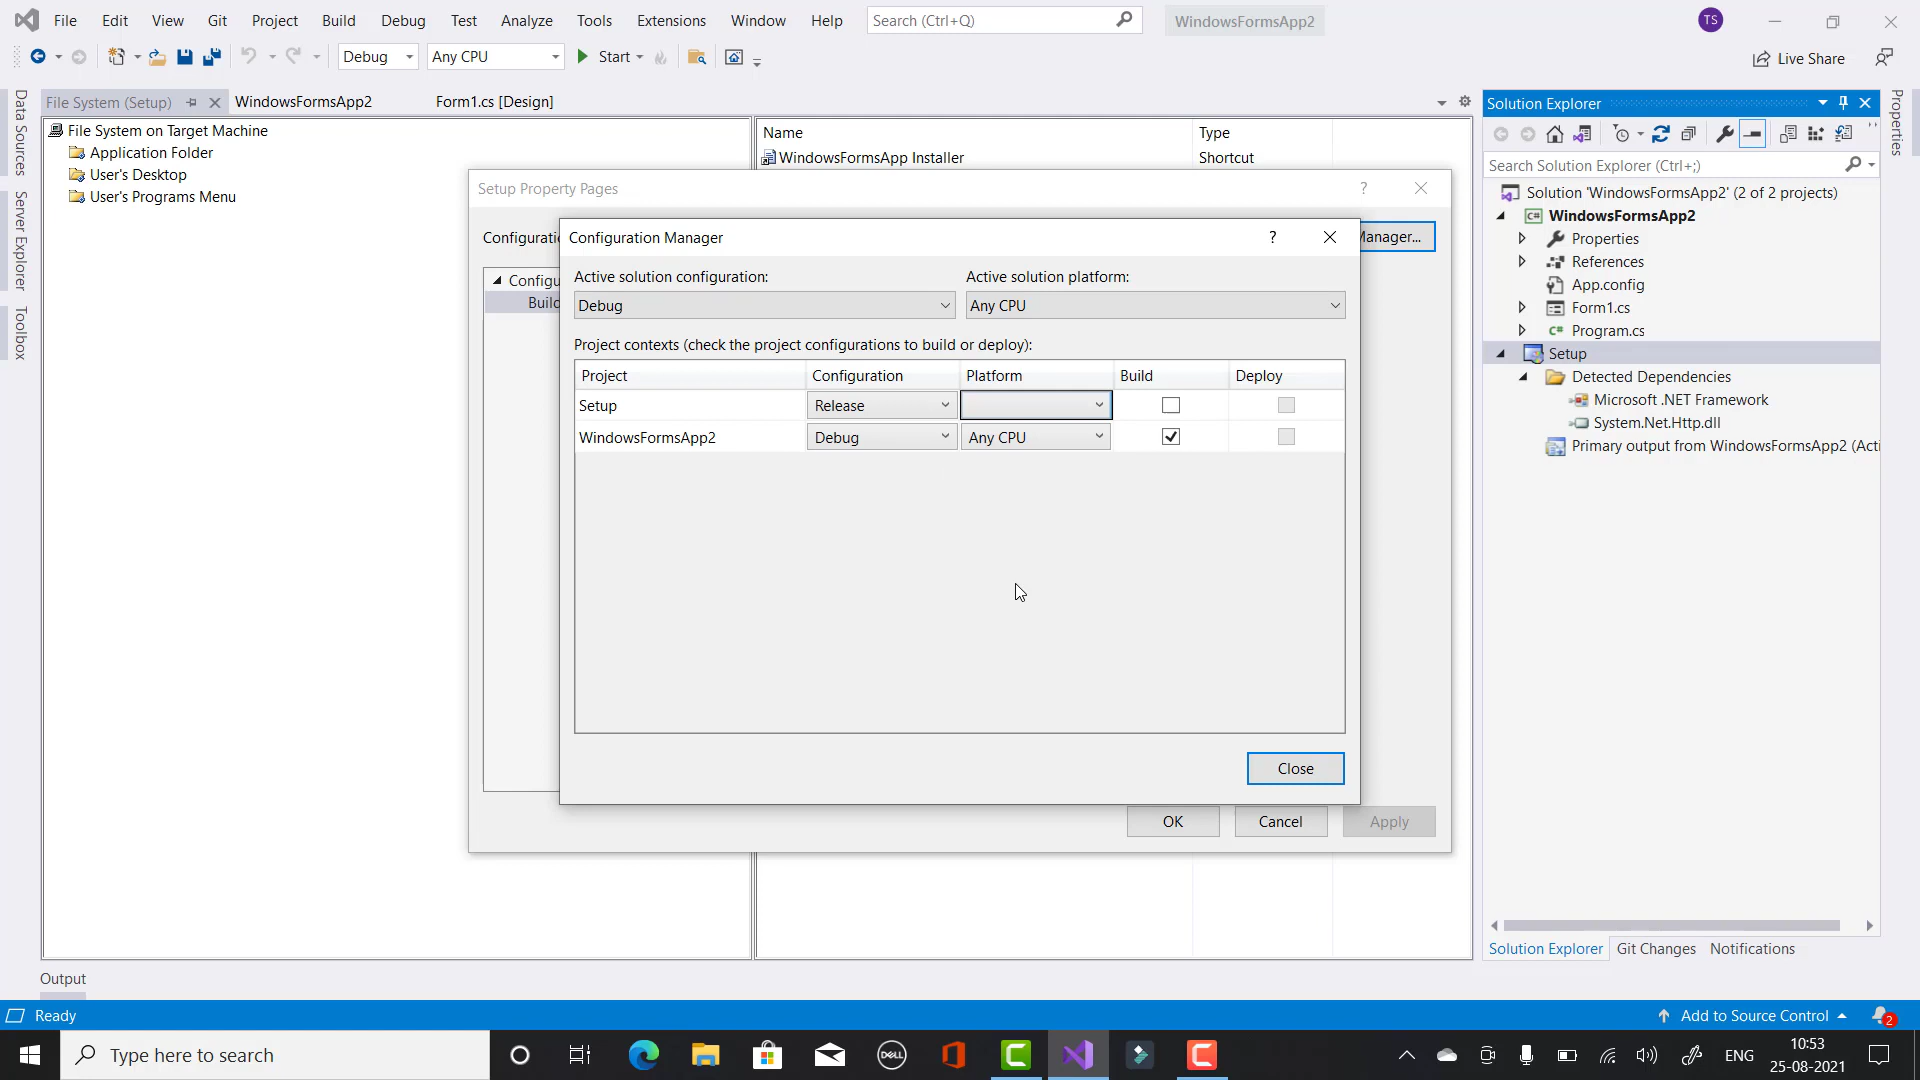 File Edit View Git Project Build Debug Test Analyze Tools Extensions Window Help Search (Ctrl+Q) WindowsFormsApp2 TS
Debug Any CPU Start Live Share
File System (Setup) WindowsFormsApp2 Form1.cs [Design]
Data Sources
Server Explorer
Toolbox
File System on Target Machine
Application Folder
User's Desktop
User's Programs Menu
Name Type
WindowsFormsApp Installer Shortcut
Setup Property Pages ?
Configurati Manager...
Configu
Build
Configuration Manager ?
Active solution configuration: Active solution platform:
Debug Any CPU
Project contexts (check the project configurations to build or deploy):
Project Configuration Platform Build Deploy
Setup Release
WindowsFormsApp2 Debug Any CPU
Close
OK Cancel Apply
Solution Explorer
Search Solution Explorer (Ctrl+;)
Solution 'WindowsFormsApp2' (2 of 2 projects)
C# WindowsFormsApp2
Properties
References
App.config
Form1.cs
C# Program.cs
Setup
Detected Dependencies
Microsoft .NET Framework
System.Net.Http.dll
Primary output from WindowsFormsApp2 (Acti
Solution Explorer Git Changes Notifications
Properties
Output
Ready Add to Source Control 2
Type here to search DELL ENG 10:53
25-08-2021